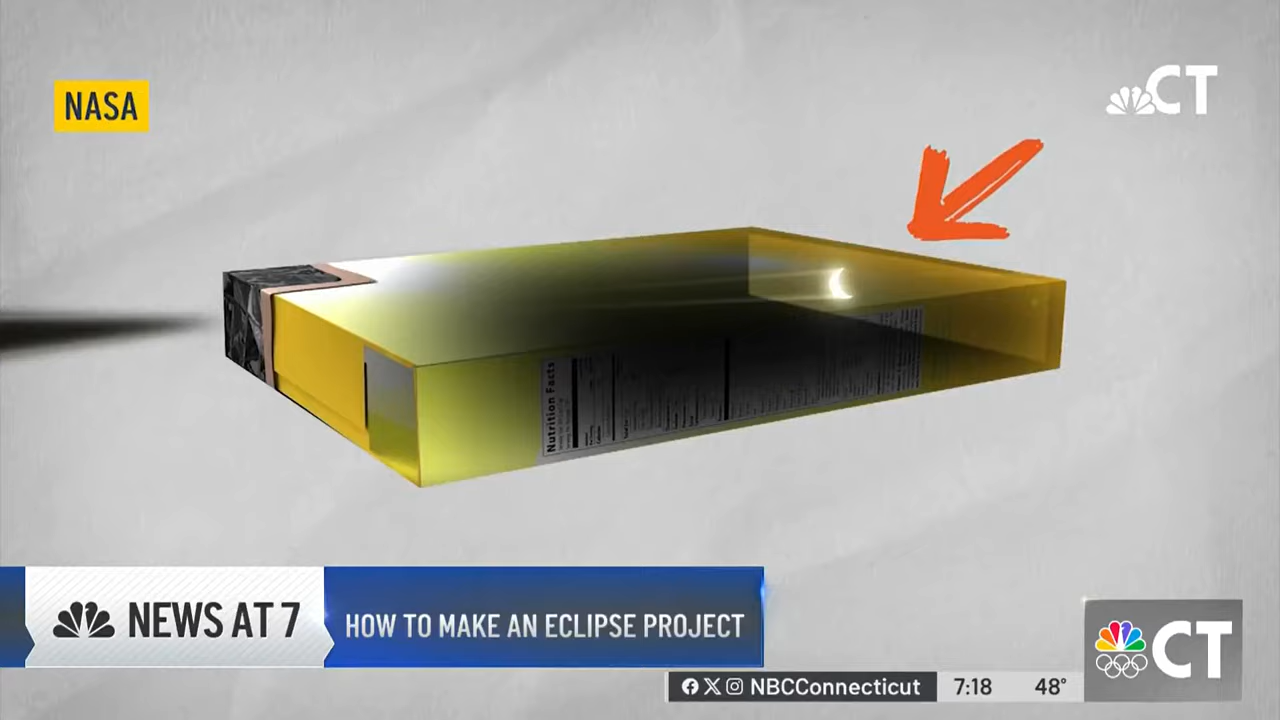 NASA
CT
Nutrition Facts
NEWS AT 7
HOW TO MAKE AN ECLIPSE PROJECT
CT
NBCConnecticut
7:18
48°